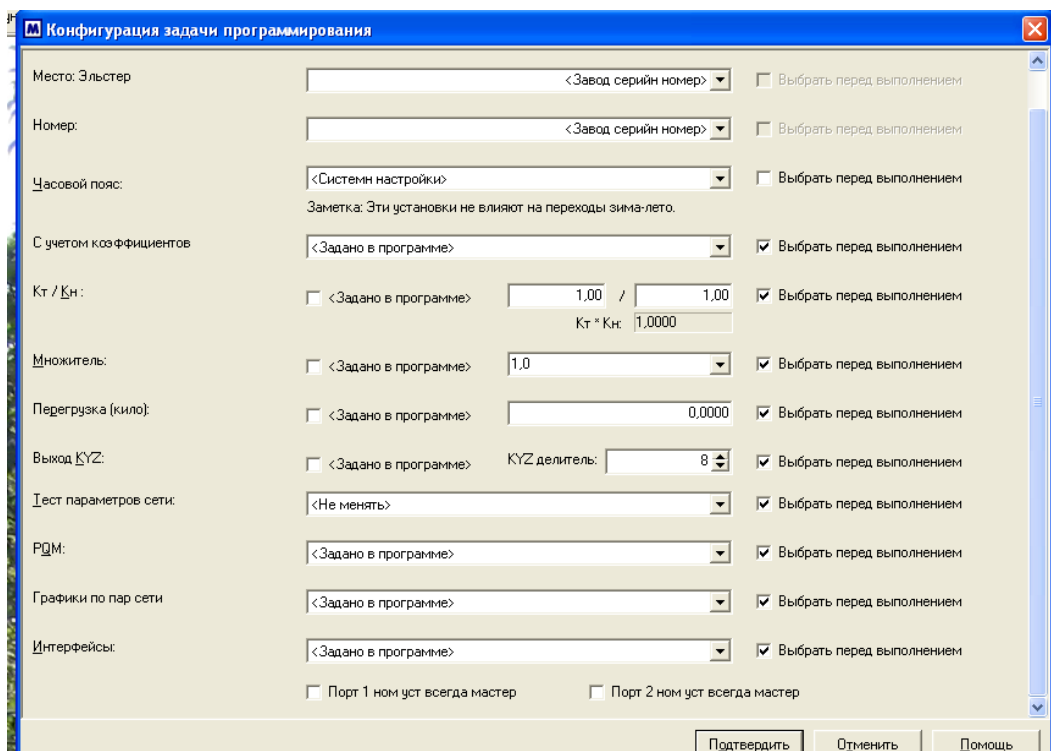 Конфигурация задачи программирования
Место: Эльстер <Завод серийн номер> Выбрать перед выполнением
Номер: <Завод серийн номер> Выбрать перед выполнением
Часовой пояс: <Системн настройки> Выбрать перед выполнением
Заметка: Эти установки не влияют на переходы зима-лето.
С учетом коэффициентов <Задано в программе> Выбрать перед выполнением
Кт / Кн : <Задано в программе> 1,00 / 1,00 Выбрать перед выполнением
Кт * Кн: 1,0000
Множитель: <Задано в программе> 1,0 Выбрать перед выполнением
Перегрузка (кило): <Задано в программе> 0,0000 Выбрать перед выполнением
Выход KYZ: <Задано в программе> KYZ делитель: 8 Выбрать перед выполнением
Тест параметров сети: <Не менять> Выбрать перед выполнением
PQM: <Задано в программе> Выбрать перед выполнением
Графики по пар сети <Задано в программе> Выбрать перед выполнением
Интерфейсы: <Задано в программе> Выбрать перед выполнением
Порт 1 ном уст всегда мастер Порт 2 ном уст всегда мастер
Подтвердить Отменить Помощь